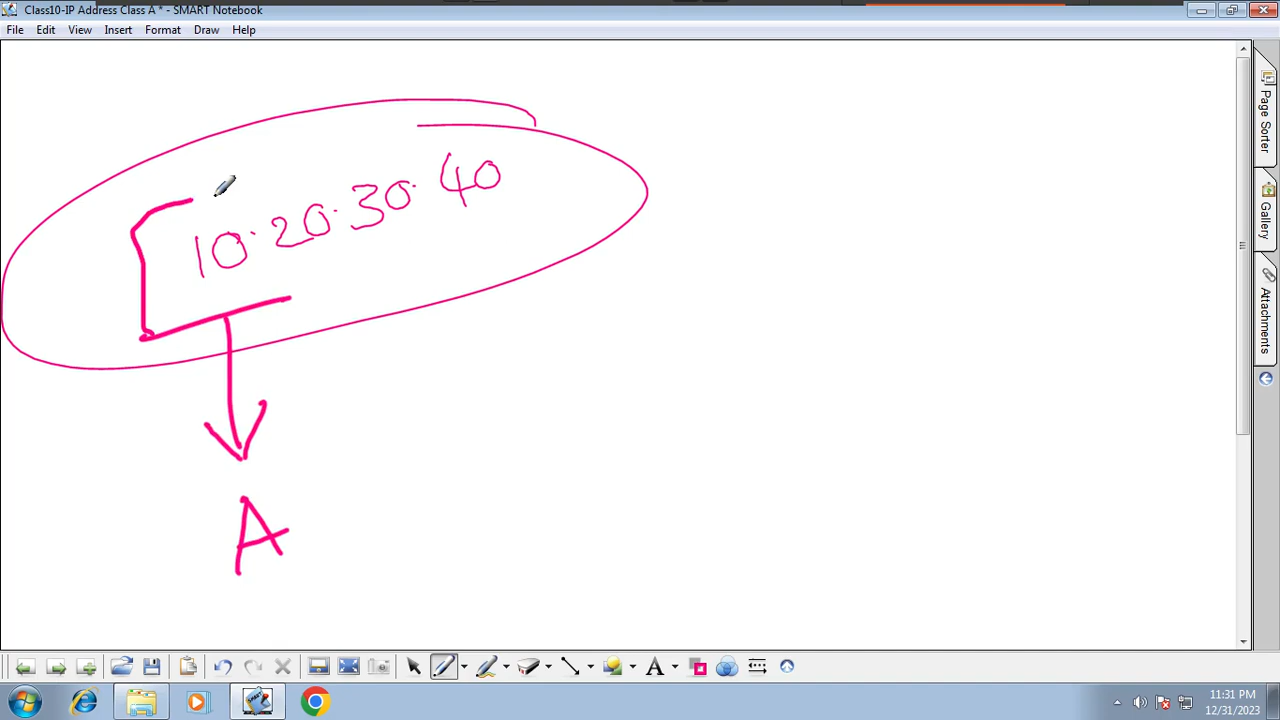 Class10-IP Address Class A * - SMART Notebook
File Edit View Insert Format Draw Help
10.20.30.40
A
Page Sorter
Gallery
Attachments
A
11:31 PM
12/31/2023